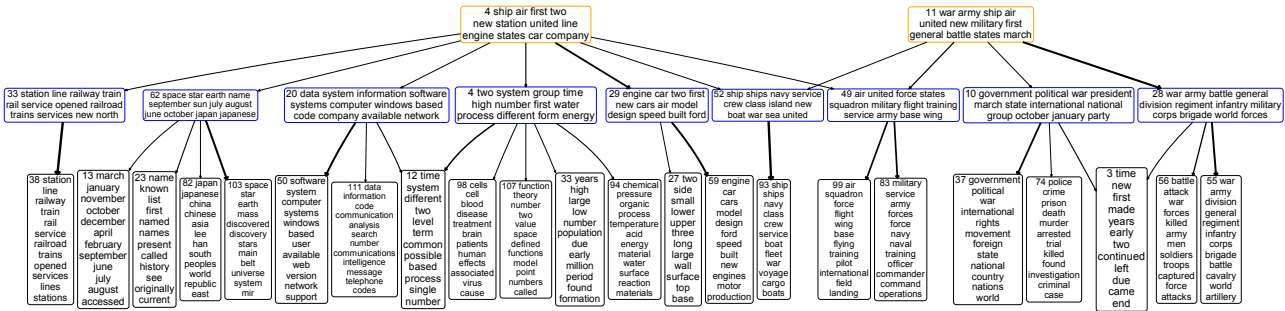 4 ship air first two
new station united line
engine states car company
11 war army ship air
united new military first
general battle states march
33 station line railway train
rail service opened railroad
trains services new north
62 space star earth name
september sun july august
june october japan japanese
20 data system information software
systems computer windows based
code company available network
4 two system group time
high number first water
process different form energy
29 engine car two first
new cars air model
design speed built ford
52 ship ships navy service
crew class island new
boat war sea united
49 air united force states
squadron military flight training
service army base wing
10 government political war president
march state international national
group october january party
28 war army battle general
division regiment infantry military
corps brigade world forces
38 station
line
railway
train
rail
service
railroad
trains
opened
services
lines
stations
13 march
january
november
october
december
april
february
september
june
july
august
accessed
23 name
known
list
first
named
names
present
called
history
see
originally
current
82 japan
japanese
china
chinese
asia
lee
han
south
peoples
world
republic
east
103 space
star
earth
mass
discovered
discovery
stars
main
belt
universe
system
mir
50 software
system
computer
systems
windows
based
user
available
web
version
network
support
111 data
information
code
communication
analysis
search
number
communications
intelligence
message
telephone
codes
12 time
system
different
two
level
term
common
possible
based
process
single
number
98 cells
cell
blood
disease
treatment
brain
patients
human
effects
associated
virus
cause
107 function
theory
number
two
value
space
defined
functions
model
point
numbers
called
33 years
high
large
low
number
population
due
early
million
period
found
formation
94 chemical
pressure
organic
process
temperature
acid
energy
material
water
surface
reaction
materials
27 two
side
small
lower
upper
three
long
large
wall
surface
top
base
59 engine
car
cars
model
design
ford
speed
built
new
engines
motor
production
93 ship
ships
navy
class
crew
service
boat
fleet
war
voyage
cargo
boats
99 air
squadron
force
flight
wing
base
flying
training
pilot
international
field
landing
83 military
service
army
forces
force
navy
naval
training
officer
commander
command
operations
37 government
political
war
international
rights
movement
foreign
state
national
country
nations
world
74 police
crime
prison
death
murder
arrested
trial
killed
found
investigation
criminal
case
3 time
new
first
made
years
early
two
continued
left
due
came
end
56 battle
attack
war
forces
killed
army
men
soldiers
troops
captured
force
attacks
55 war
army
division
general
regiment
infantry
corps
brigade
battle
cavalry
world
artillery